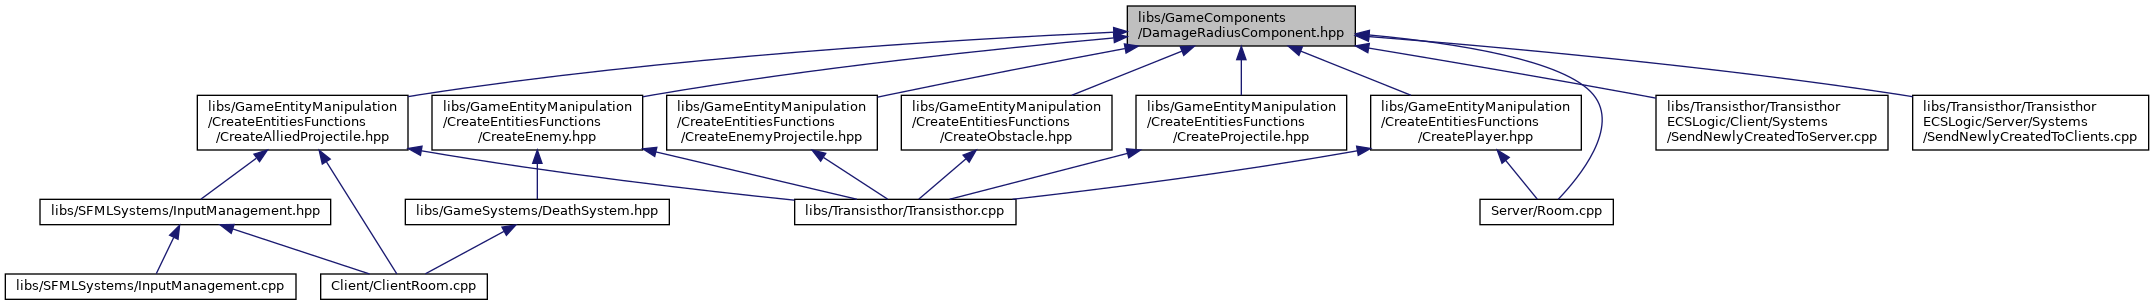 libs/GameComponents
/DamageRadiusComponent.hpp
libs/GameEntityManipulation
/CreateEntitiesFunctions
/CreateAlliedProjectile.hpp
libs/GameEntityManipulation
/CreateEntitiesFunctions
/CreateEnemy.hpp
libs/GameEntityManipulation
/CreateEntitiesFunctions
/CreateEnemyProjectile.hpp
libs/GameEntityManipulation
/CreateEntitiesFunctions
/CreateObstacle.hpp
libs/GameEntityManipulation
/CreateEntitiesFunctions
/CreateProjectile.hpp
libs/GameEntityManipulation
/CreateEntitiesFunctions
/CreatePlayer.hpp
libs/Transisthor/Transisthor
ECSLogic/Client/Systems
/SendNewlyCreatedToServer.cpp
libs/Transisthor/Transisthor
ECSLogic/Server/Systems
/SendNewlyCreatedToClients.cpp
libs/SFMLSystems/InputManagement.hpp
libs/GameSystems/DeathSystem.hpp
libs/Transisthor/Transisthor.cpp
Server/Room.cpp
libs/SFMLSystems/InputManagement.cpp
Client/ClientRoom.cpp